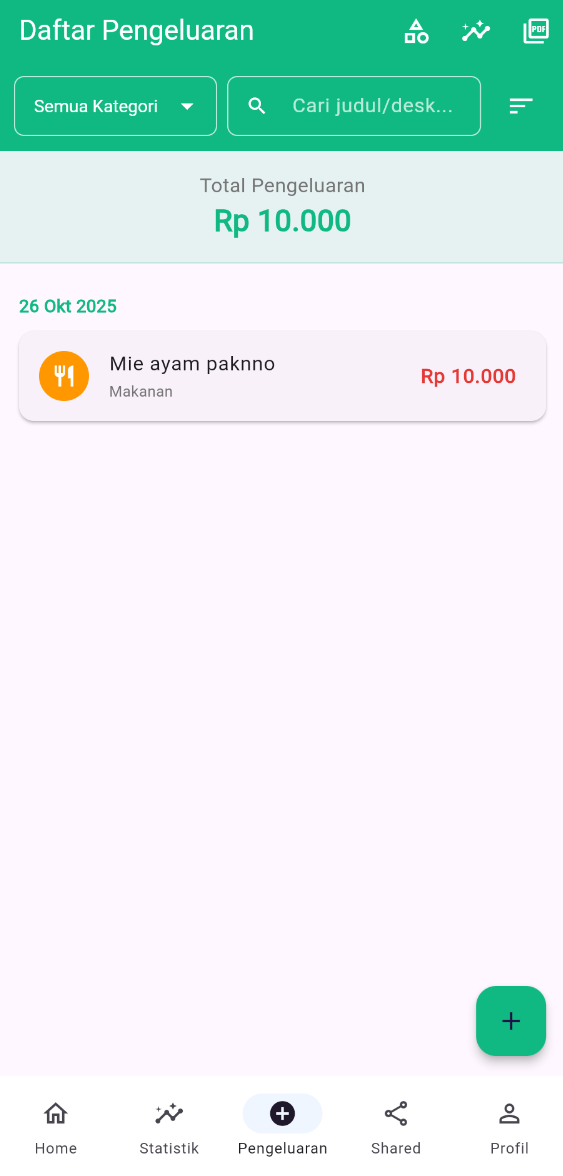 Daftar Pengeluaran
PDF
Semua Kategori
Cari judul/desk...
Total Pengeluaran
Rp 10.000
26 Okt 2025
Mie ayam paknno
Makanan
Rp 10.000
Home
Statistik
Pengeluaran
Shared
Profil